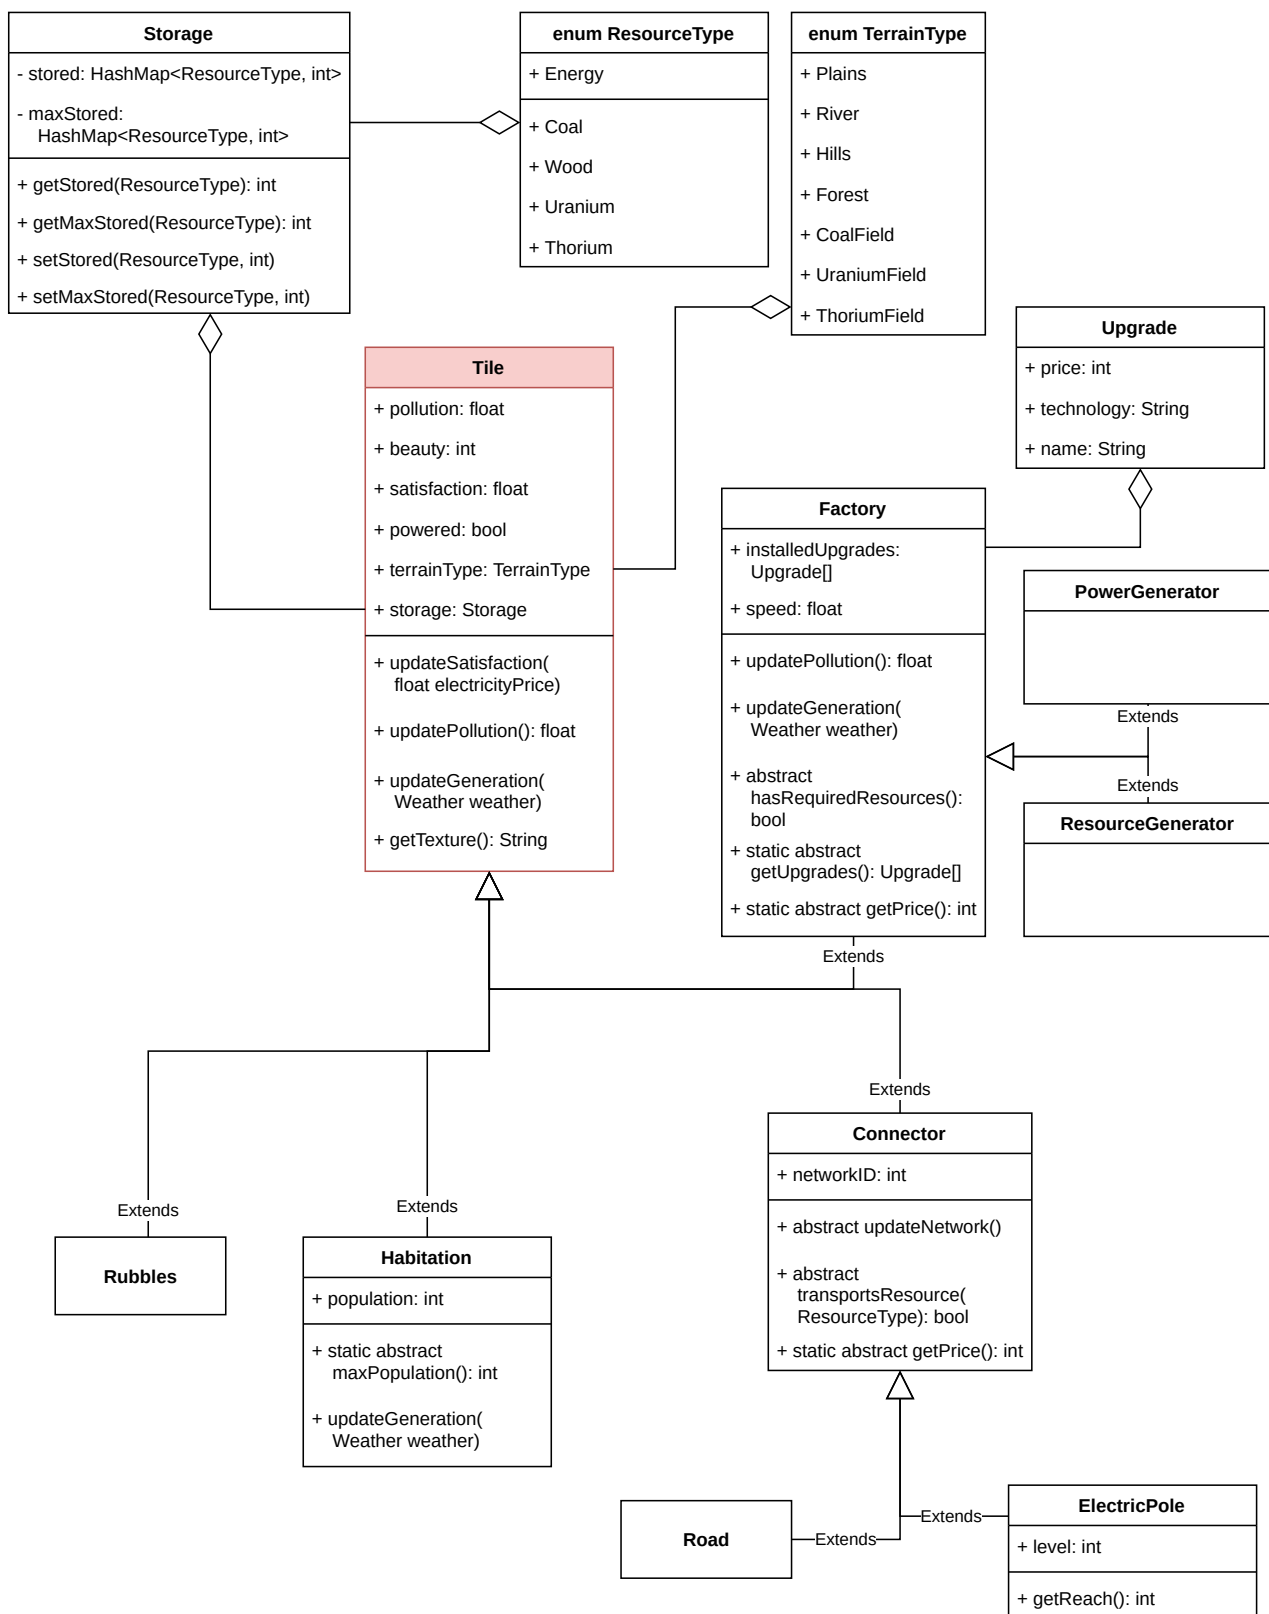 Storage
- stored: HashMap<ResourceType, int>
- maxStored:
HashMap<ResourceType, int>
+ getStored(ResourceType): int
+ getMaxStored(ResourceType): int
+ setStored(ResourceType, int)
+ setMaxStored(ResourceType, int)
enum ResourceType
+ Energy
+ Coal
+ Wood
+ Uranium
+ Thorium
enum TerrainType
+ Plains
+ River
+ Hills
+ Forest
+ CoalField
+ UraniumField
+ ThoriumField
Upgrade
+ price: int
+ technology: String
+ name: String
Tile
+ pollution: float
+ beauty: int
+ satisfaction: float
+ powered: bool
+ terrainType: TerrainType
+ storage: Storage
+ updateSatisfaction(
float electricityPrice)
+ updatePollution(): float
+ updateGeneration(
Weather weather)
+ getTexture(): String
Factory
+ installedUpgrades:
Upgrade[]
+ speed: float
+ updatePollution(): float
+ updateGeneration(
Weather weather)
+ abstract
hasRequiredResources():
bool
+ static abstract
getUpgrades(): Upgrade[]
+ static abstract getPrice(): int
PowerGenerator
Extends
Extends
ResourceGenerator
Extends
Extends
Connector
+ networkID: int
+ abstract updateNetwork()
+ abstract
transportsResource(
ResourceType): bool
+ static abstract getPrice(): int
Extends
Rubbles
Extends
Habitation
+ population: int
+ static abstract
maxPopulation(): int
+ updateGeneration(
Weather weather)
Road
Extends
Extends
ElectricPole
+ level: int
+ getReach(): int